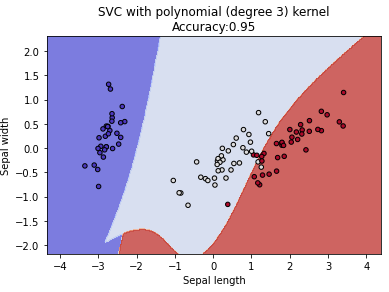 SVC with polynomial (degree 3) kernel
Accuracy:0.95
Sepal width
2.0
1.5
1.0
0.5
0.0
−0.5
−1.0
−1.5
−2.0
−4 −3 −2 −1 0 1 2 3 4
Sepal length